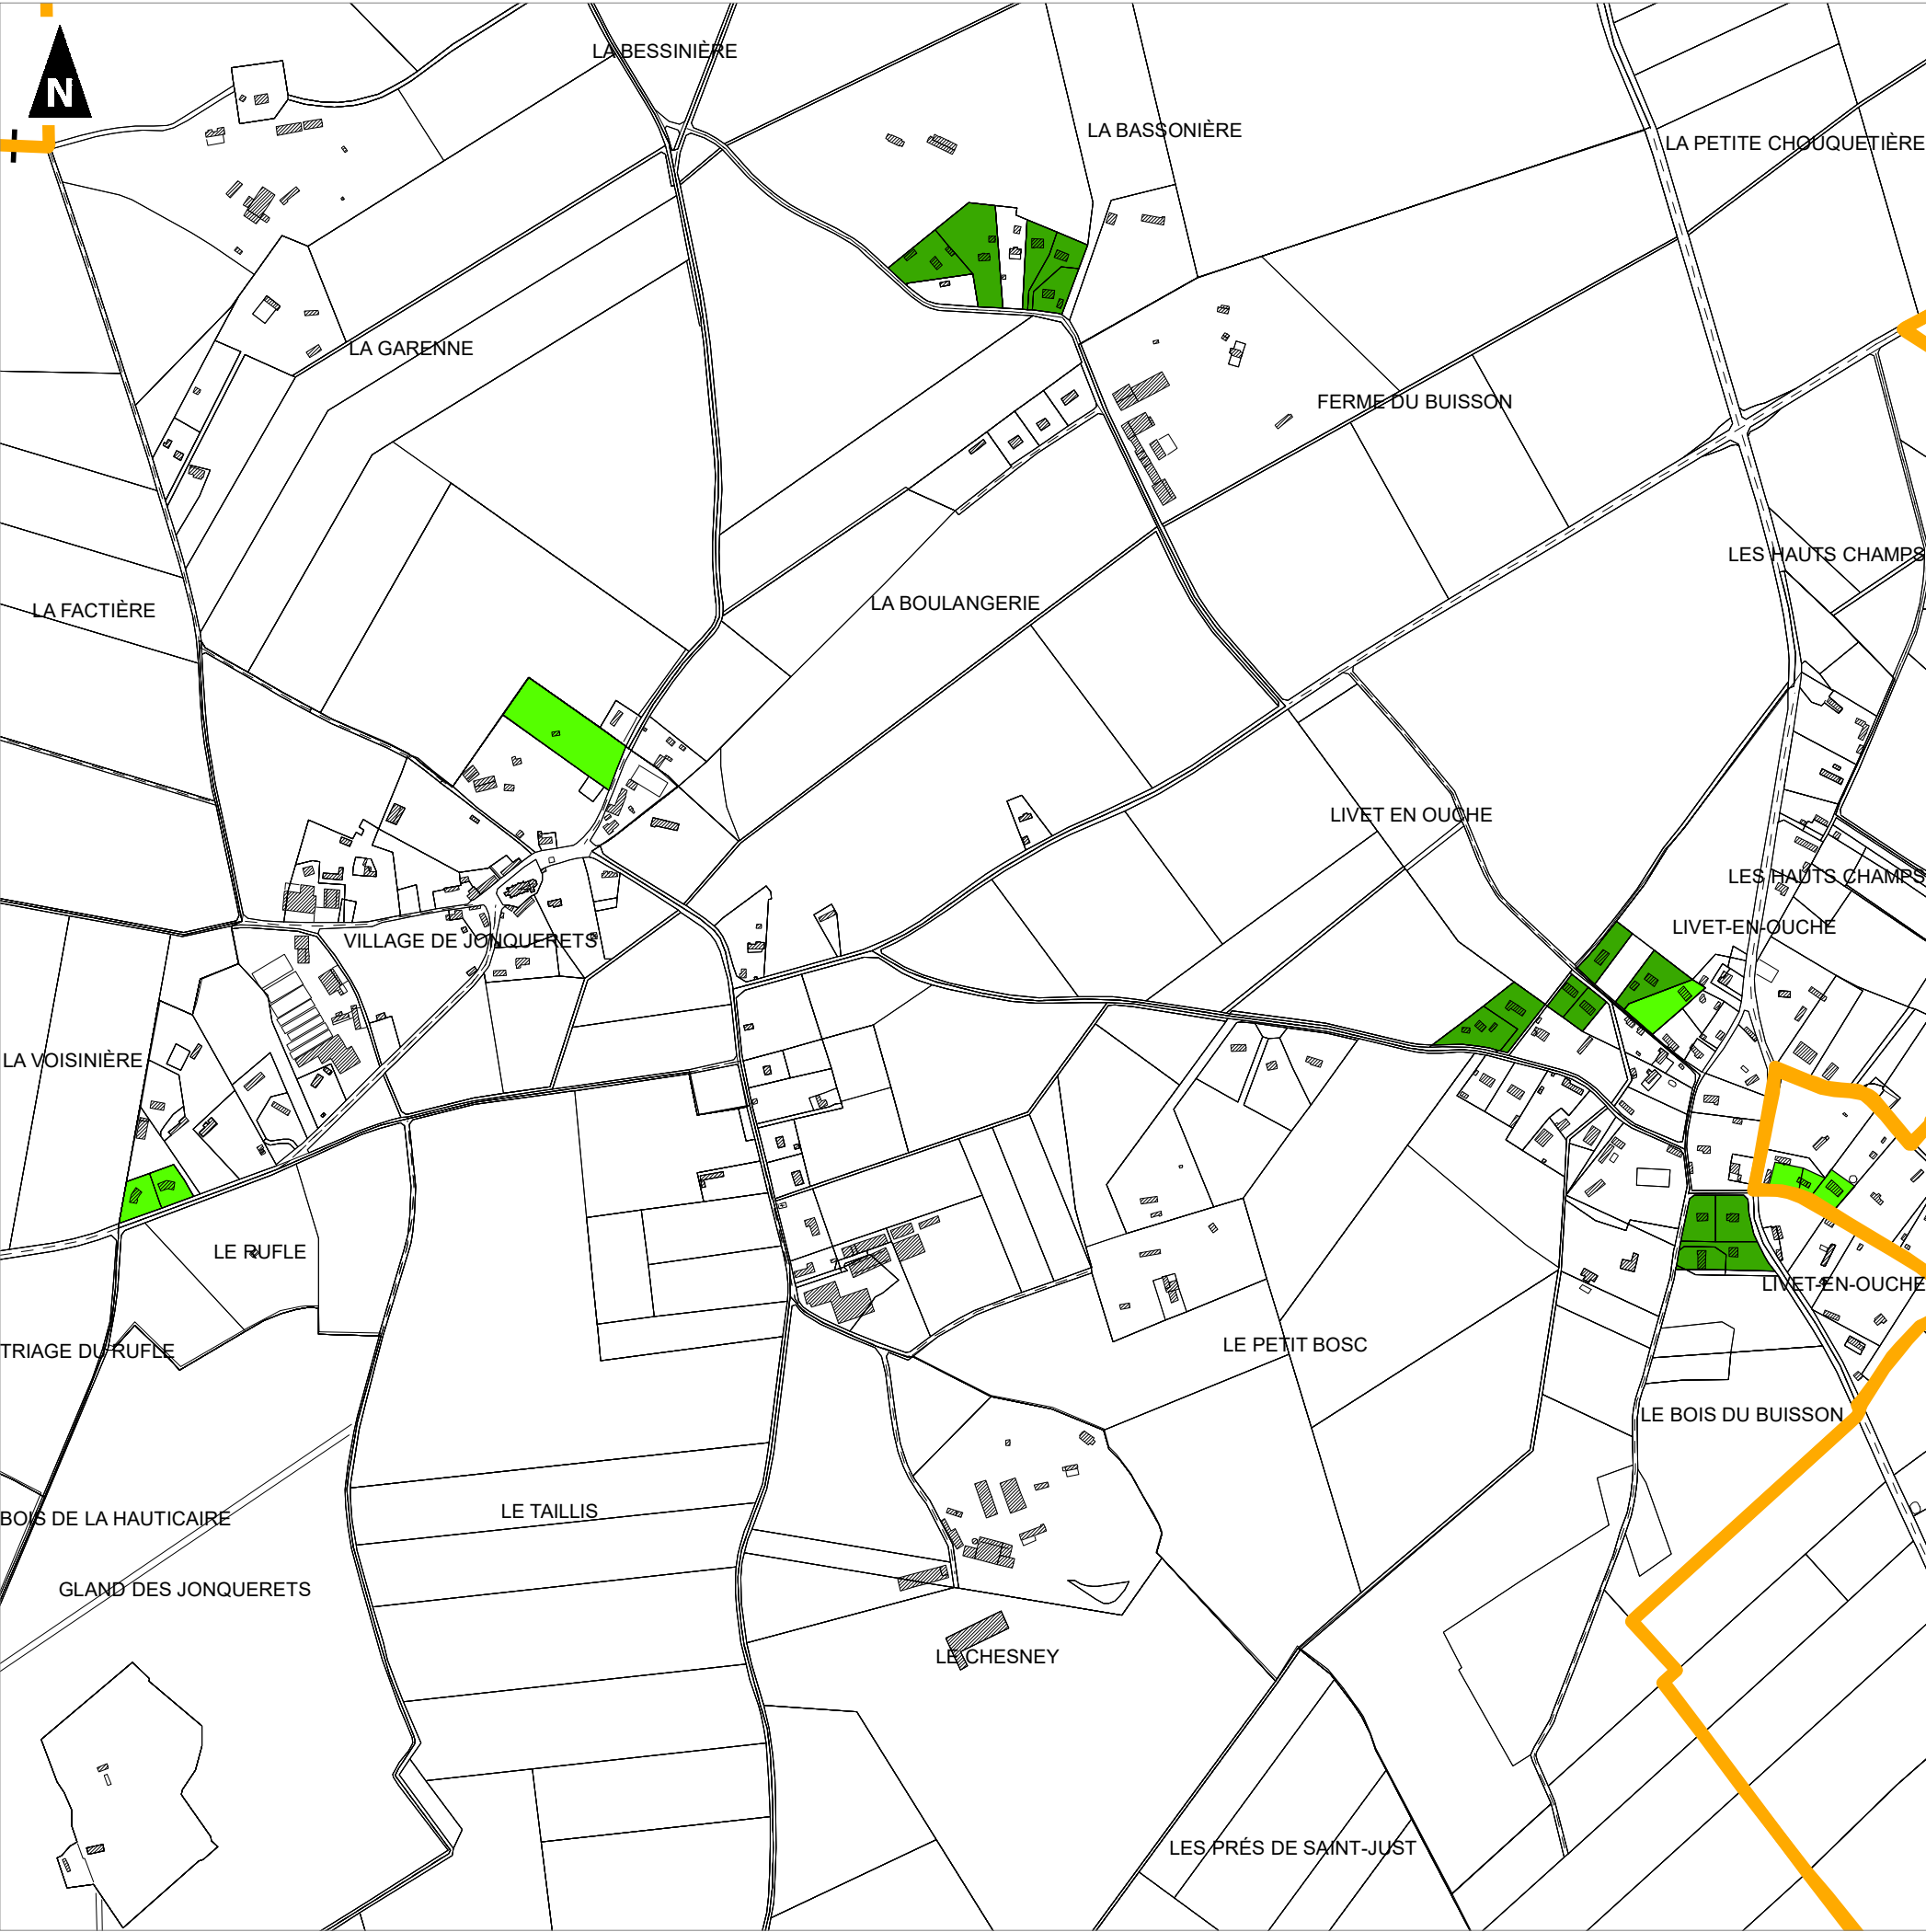 LA BESSINIÈRE
N
LA BASSONIÈRE
LA PETITE CHOUQUETIÈRE
LA GARENNE
FERME DU BUISSON
LES HAUTS CHAMPS
LA BOULANGERIE
LA FACTIÈRE
LIVET EN OUCHE
LES HAUTS CHAMPS
LIVET-EN-OUCHE
VILLAGE DE JONQUERETS
LA VOISINIÈRE
LE RUFLE
LIVET-EN-OUCHE
LE PETIT BOSC
TRIAGE DU RUFLE
LE BOIS DU BUISSON
LE TAILLIS
BOIS DE LA HAUTICAIRE
GLAND DES JONQUERETS
LE CHESNEY
LES PRÉS DE SAINT-JUST